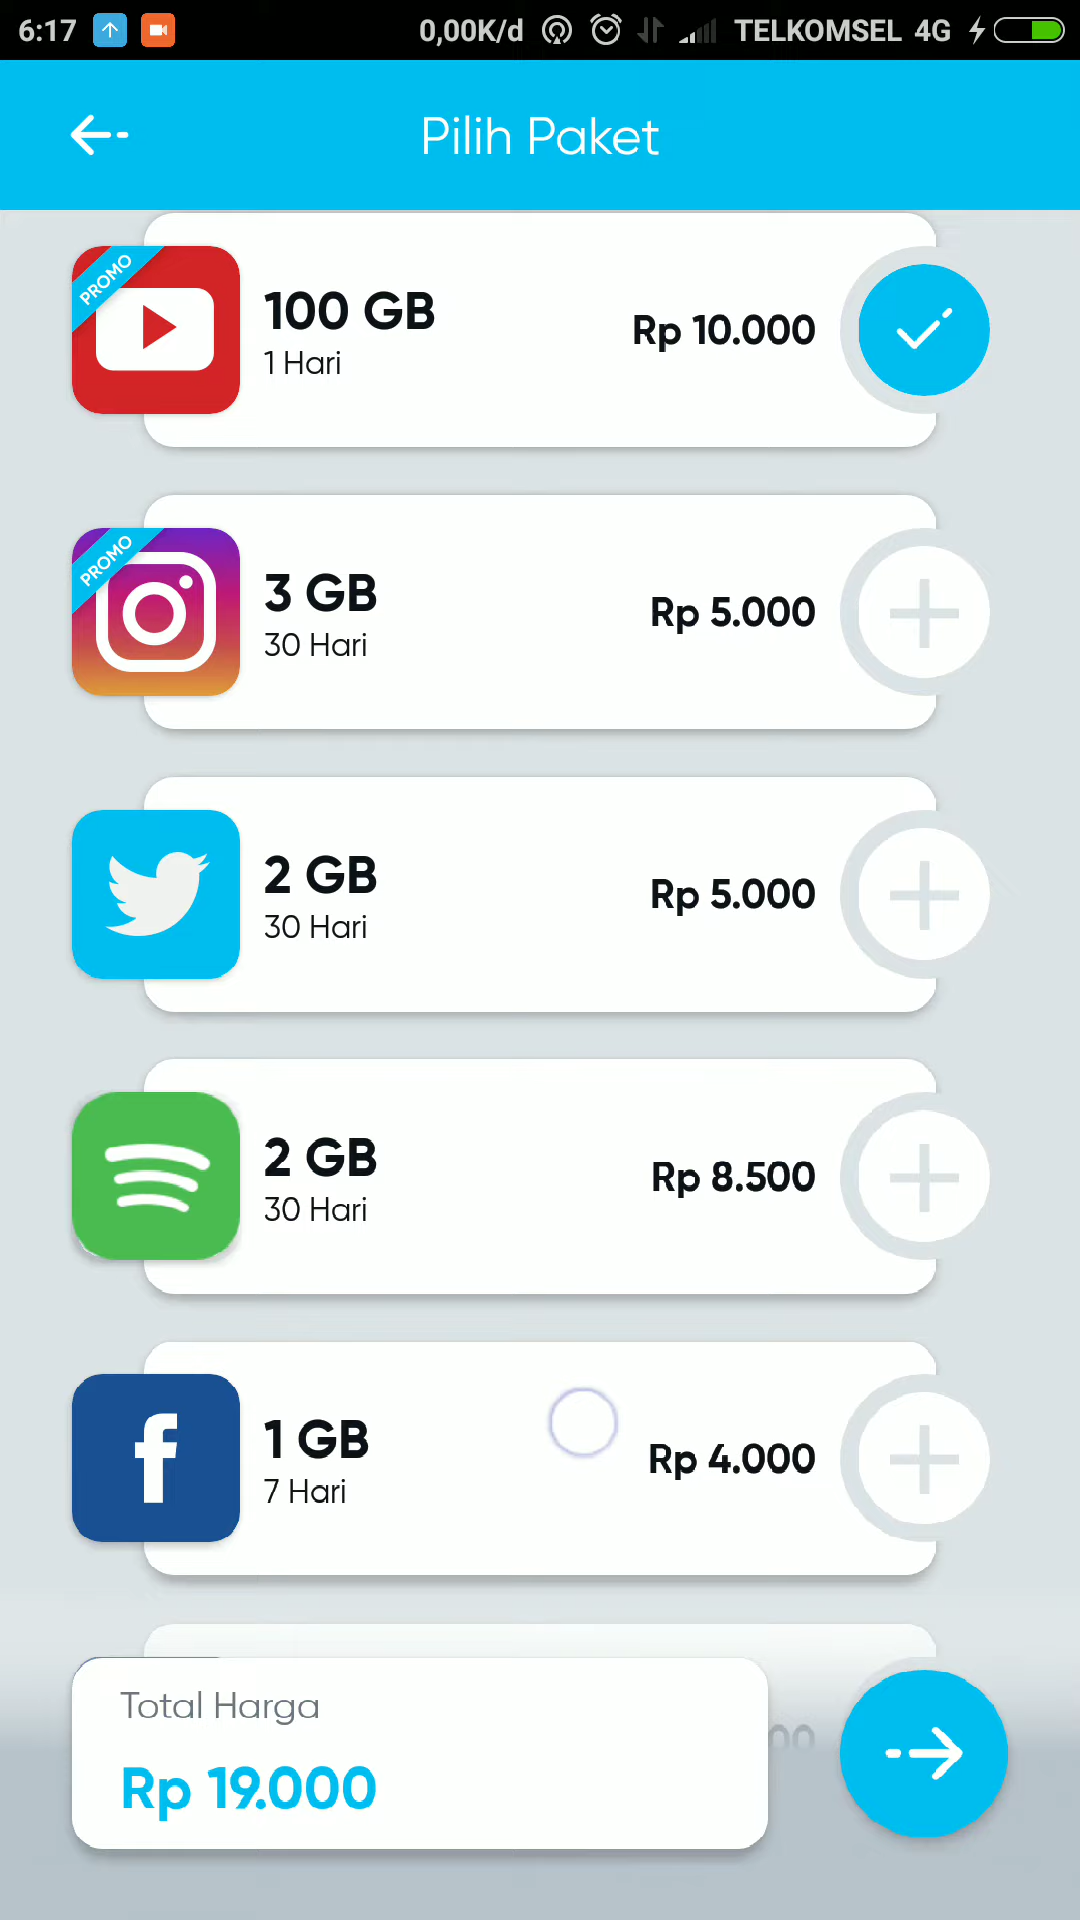 6:17
0,00K/d
TELKOMSEL 4G
Pilih Paket
PROMO
100 GB
1 Hari
Rp 10.000
PROMO
3 GB
30 Hari
Rp 5.000
2 GB
30 Hari
Rp 5.000
2 GB
30 Hari
Rp 8.500
1 GB
7 Hari
Rp 4.000
Total Harga
Rp 19.000